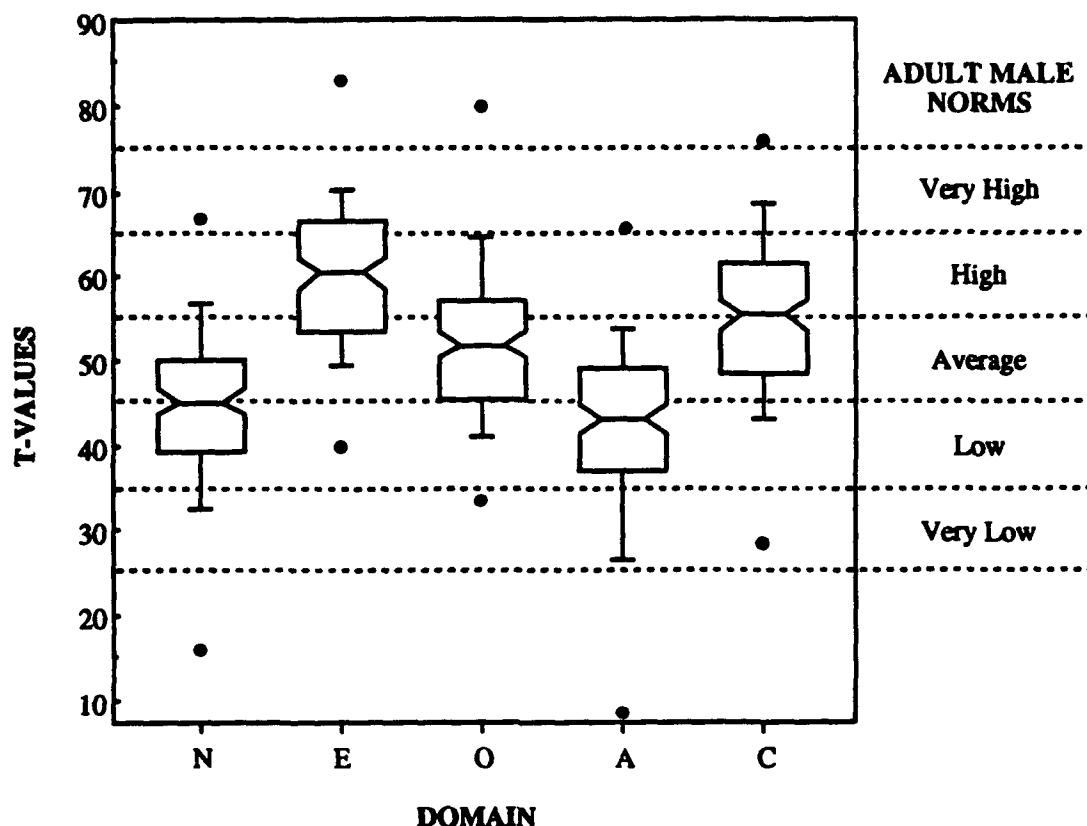 90
80
70
60
50
40
30
20
10
T-VALUES
N E O A C
DOMAIN
ADULT MALE
NORMS
Very High
High
Average
Low
Very Low